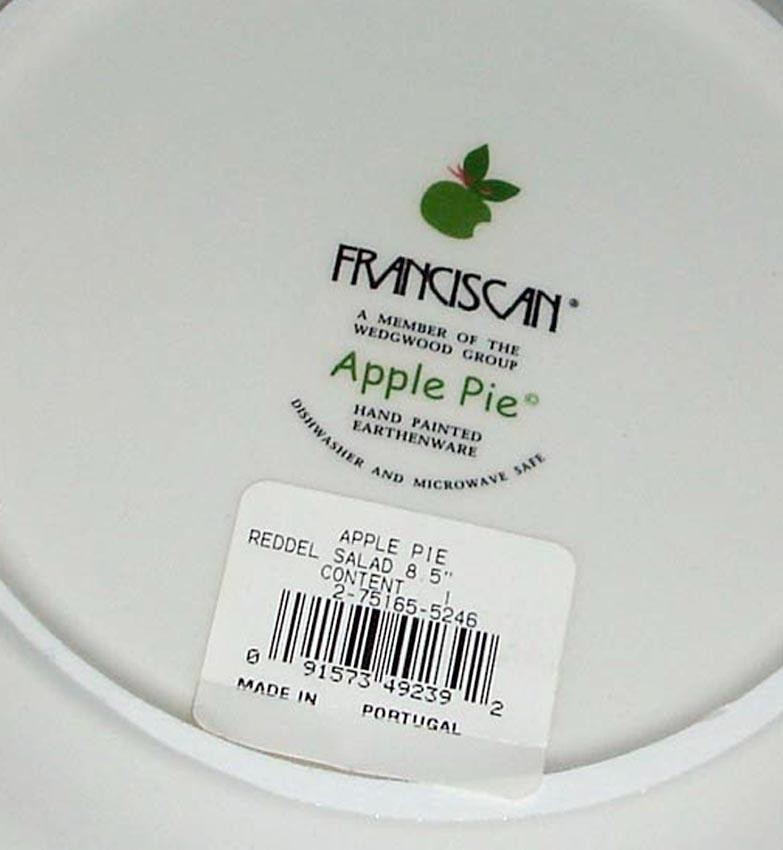 FRANCISCAN®
A MEMBER OF THE
WEDGWOOD GROUP
Apple Pie©
HAND PAINTED
EARTHENWARE
DISHWASHER AND MICROWAVE SAFE
APPLE PIE
REDDEL SALAD 8.5"
CONTENT 1
2-75165-5246
0 91573 49239 2
MADE IN PORTUGAL